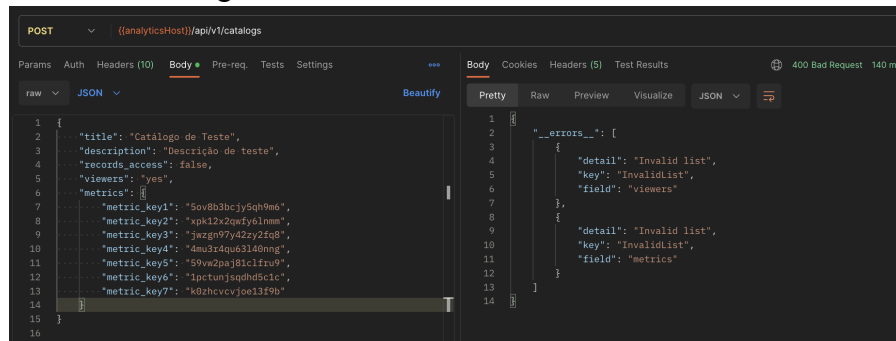 POST {{analyticsHost}}/api/v1/catalogs
Params Auth Headers (10) Body Pre-req. Tests Settings
raw JSON Beautify
1 {
2 "title": "Catálogo de Teste",
3 "description": "Descrição de teste",
4 "records_access": false,
5 "viewers": "yes",
6 "metrics": {
7 "metric_key1": "5ov8b3bcjy5qh9m6",
8 "metric_key2": "xpk12x2qwfy6lnmm",
9 "metric_key3": "jwzgn97y42zy2fq8",
10 "metric_key4": "4mu3r4qu63l40nng",
11 "metric_key5": "59vw2paj81clfru9",
12 "metric_key6": "1pctunjsqdhd5c1c",
13 "metric_key7": "k0zhcvcvjoe13f9b"
14 }
15 }
16
Body Cookies Headers (5) Test Results 400 Bad Request 140 m
Pretty Raw Preview Visualize JSON
1 {
2 "__errors__": [
3 {
4 "detail": "Invalid list",
5 "key": "InvalidList",
6 "field": "viewers"
7 },
8 {
9 "detail": "Invalid list",
10 "key": "InvalidList",
11 "field": "metrics"
12 }
13 ]
14 }